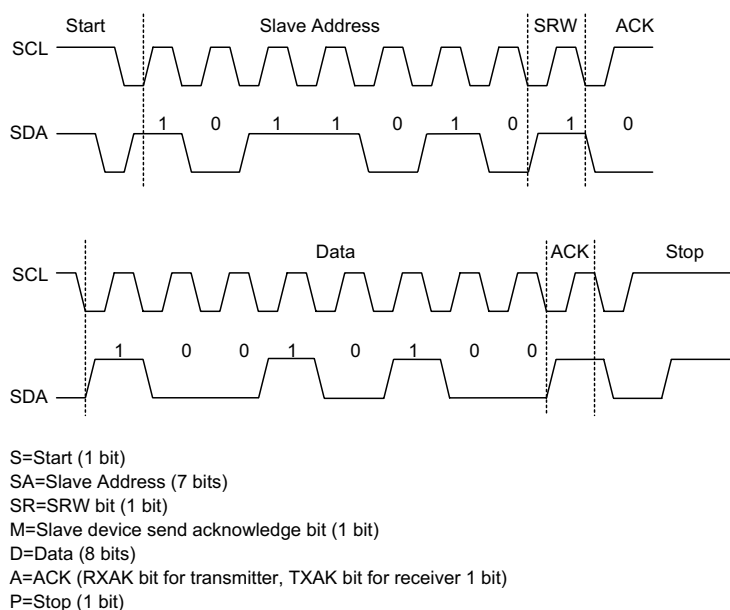 Start Slave Address SRW ACK
SCL
1 0 1 1 0 1 0 1 0
SDA
Data ACK Stop
SCL
1 0 0 1 0 1 0 0
SDA
S=Start (1 bit)
SA=Slave Address (7 bits)
SR=SRW bit (1 bit)
M=Slave device send acknowledge bit (1 bit)
D=Data (8 bits)
A=ACK (RXAK bit for transmitter, TXAK bit for receiver 1 bit)
P=Stop (1 bit)